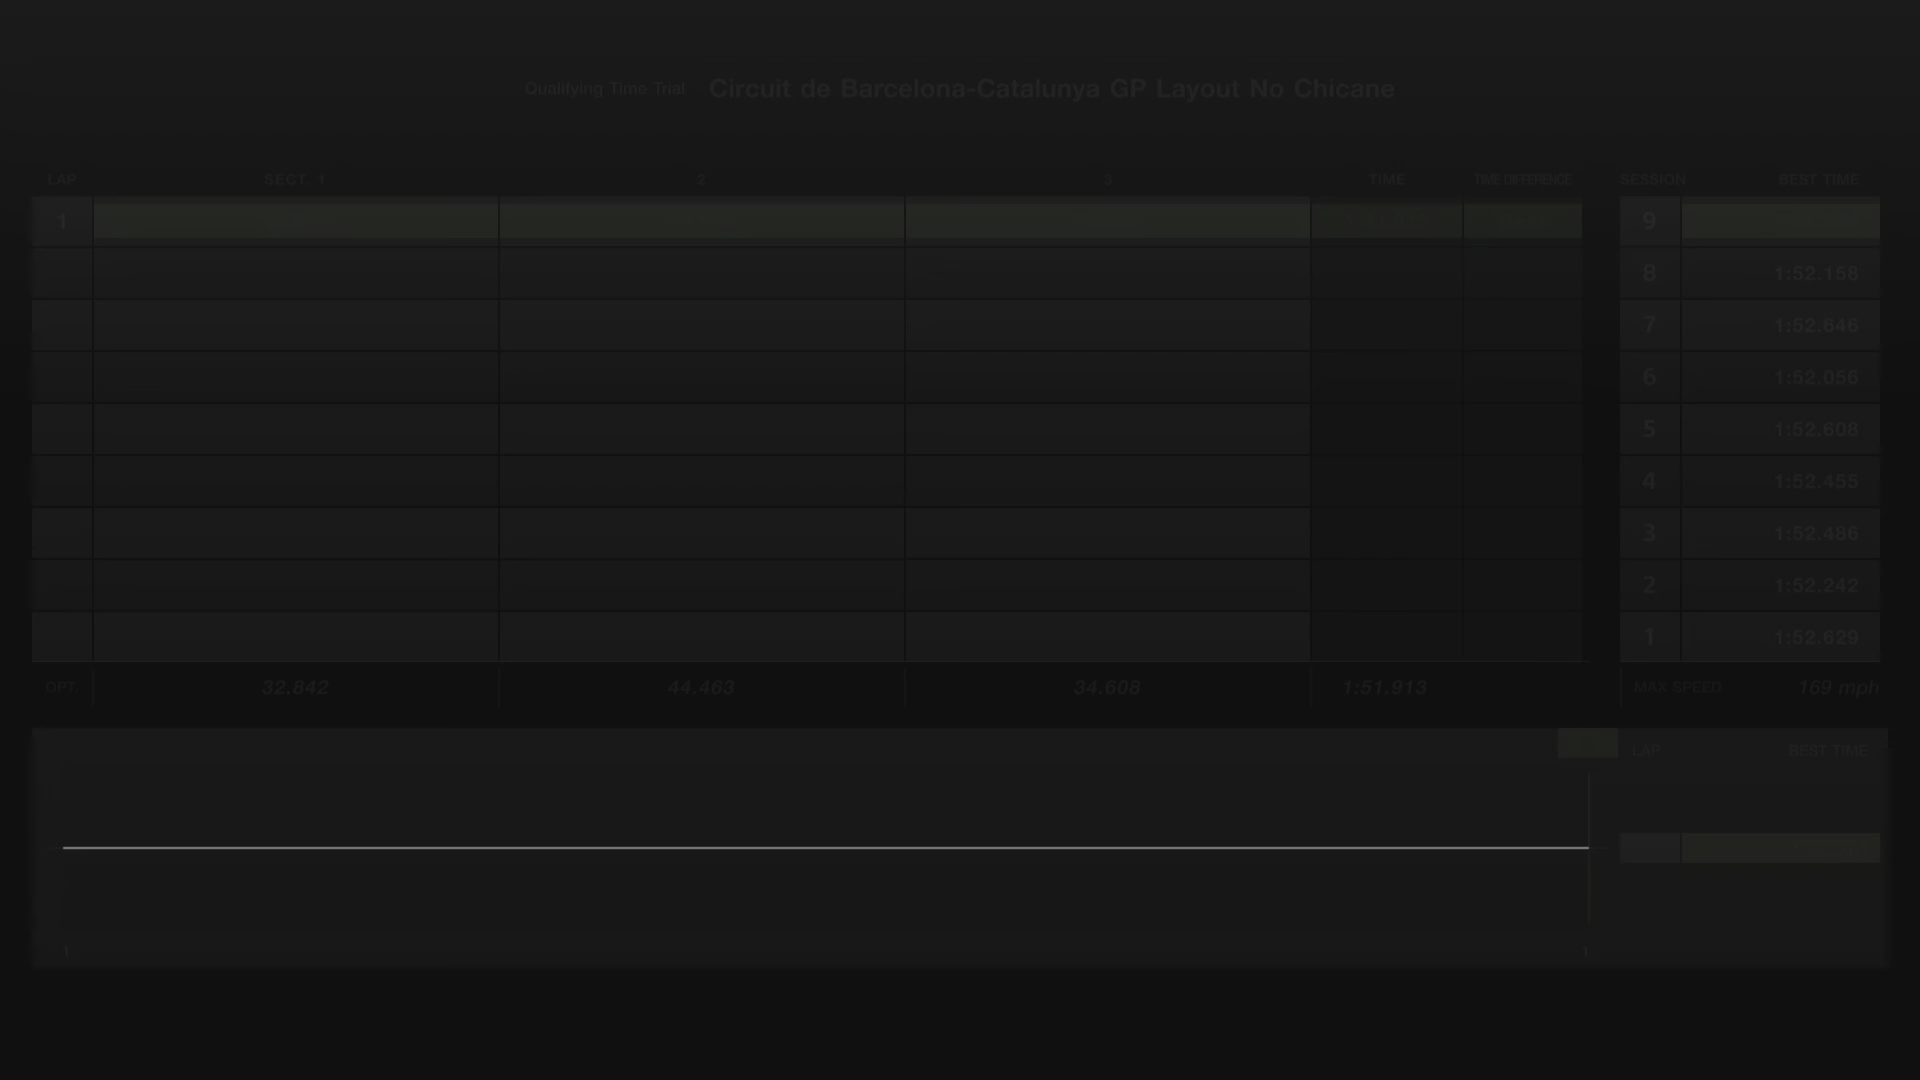 Qualifying Time Trial Circuit de Barcelona-Catalunya GP Layout No Chicane
LAP SECT. 1 2 3 TIME TIME DIFFERENCE SESSION BEST TIME
1 9
8 1:52.158
7 1:52.646
6 1:52.056
5 1:52.608
4 1:52.455
3 1:52.486
2 1:52.242
1 1:52.629
OPT. 32.842 44.463 34.608 1:51.913 MAX SPEED 169 mph
LAP BEST TIME
1 1